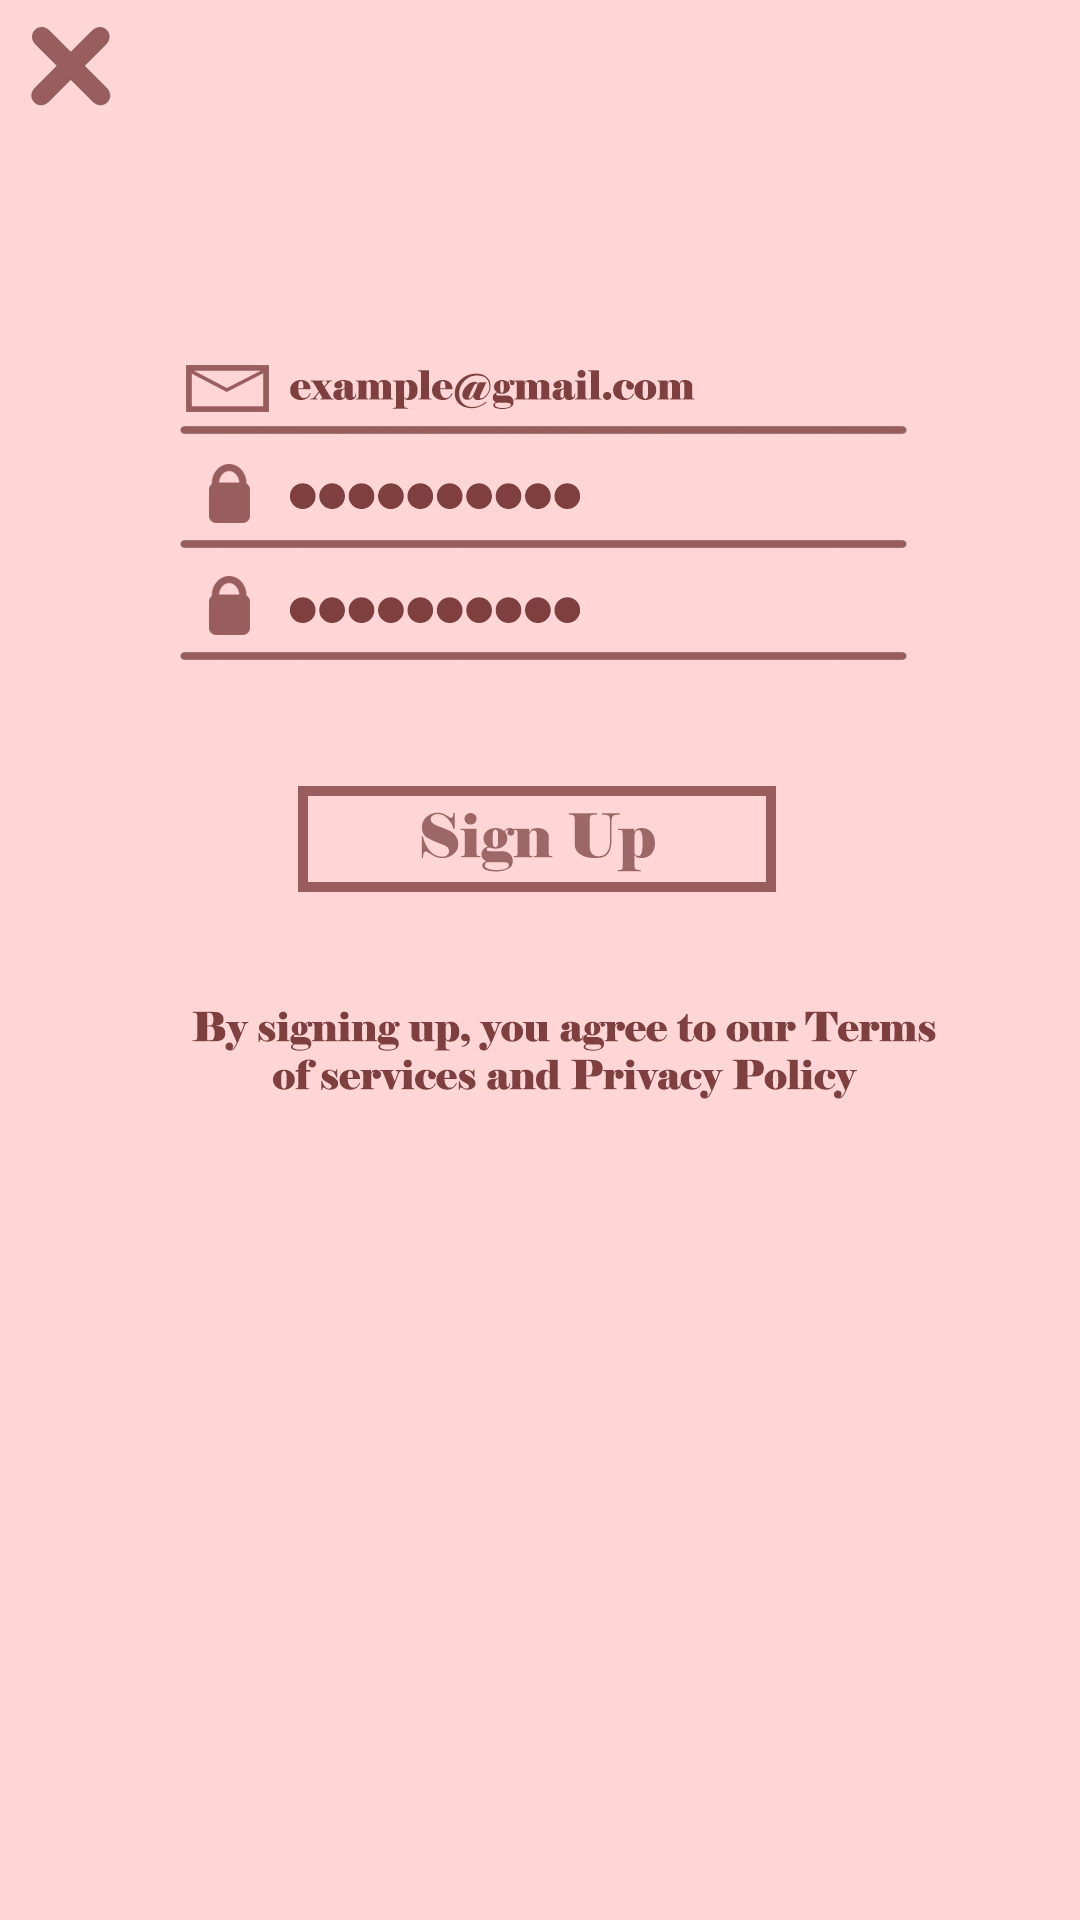 example@gmail.com
●●●●●●●●●●
●●●●●●●●●●
Sign Up
By signing up, you agree to our Terms
of services and Privacy Policy